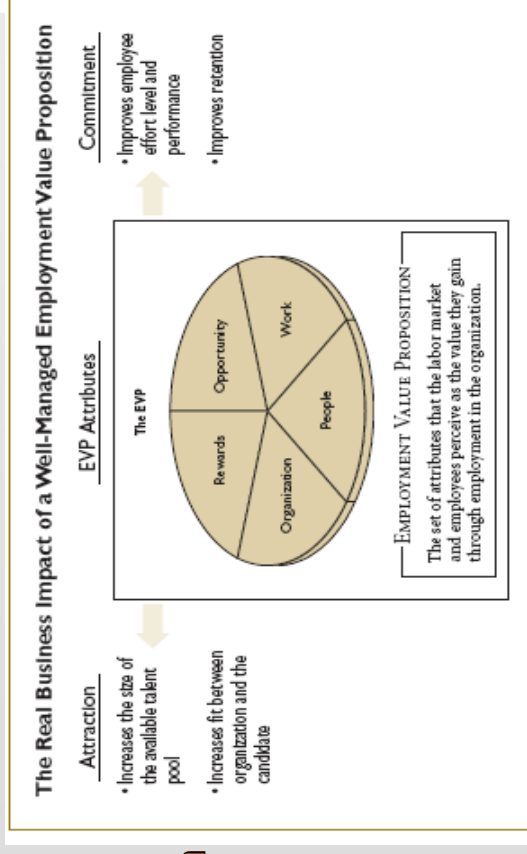 The Real Business Impact of a Well-Managed Employment Value Proposition
Attraction
• Increases the size of
the available talent
pool
• Increases fit between
organization and the
candidate
EVP Attributes
The EVP
Rewards
Opportunity
Organization
Work
People
EMPLOYMENT VALUE PROPOSITION
The set of attributes that the labor market
and employees perceive as the value they gain
through employment in the organization.
Commitment
• Improves employee
effort level and
performance
• Improves retention